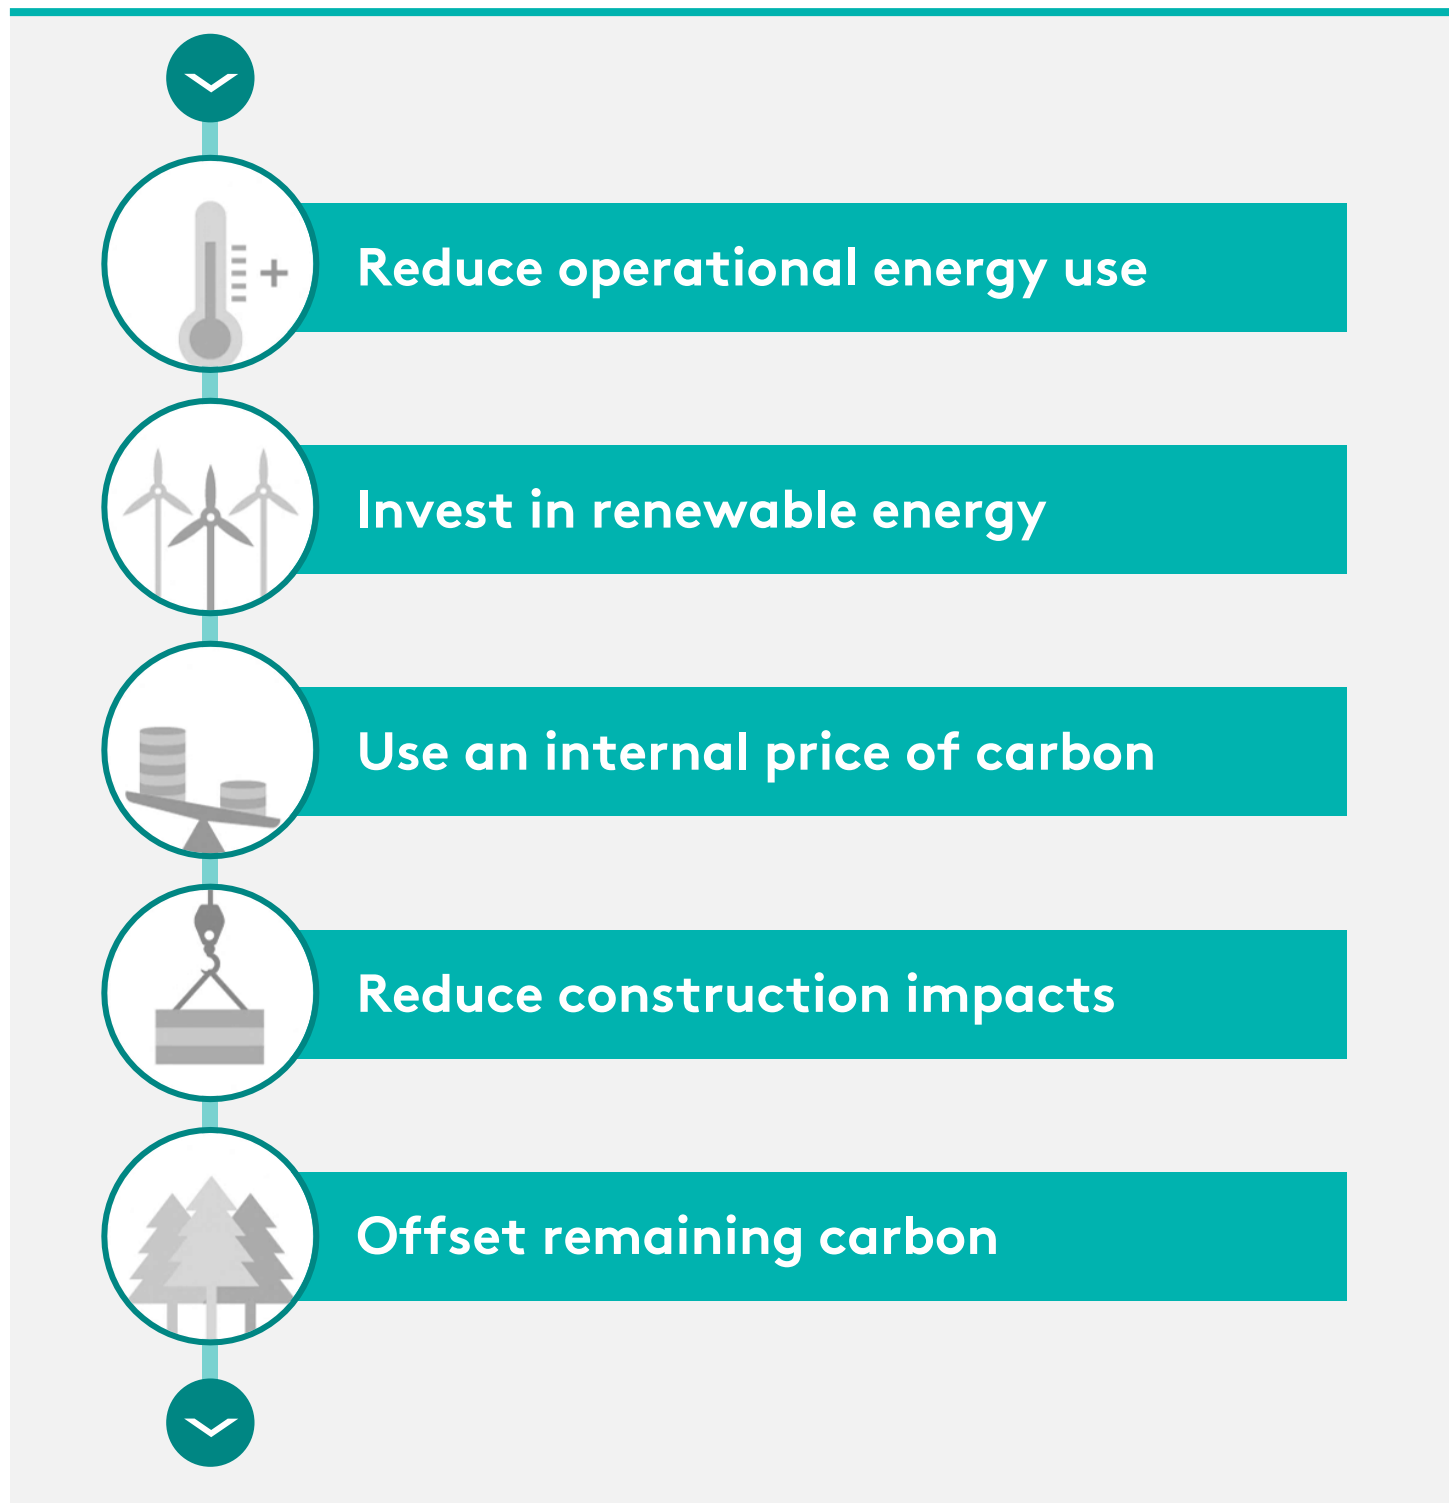 Reduce operational energy use
Invest in renewable energy
Use an internal price of carbon
Reduce construction impacts
Offset remaining carbon